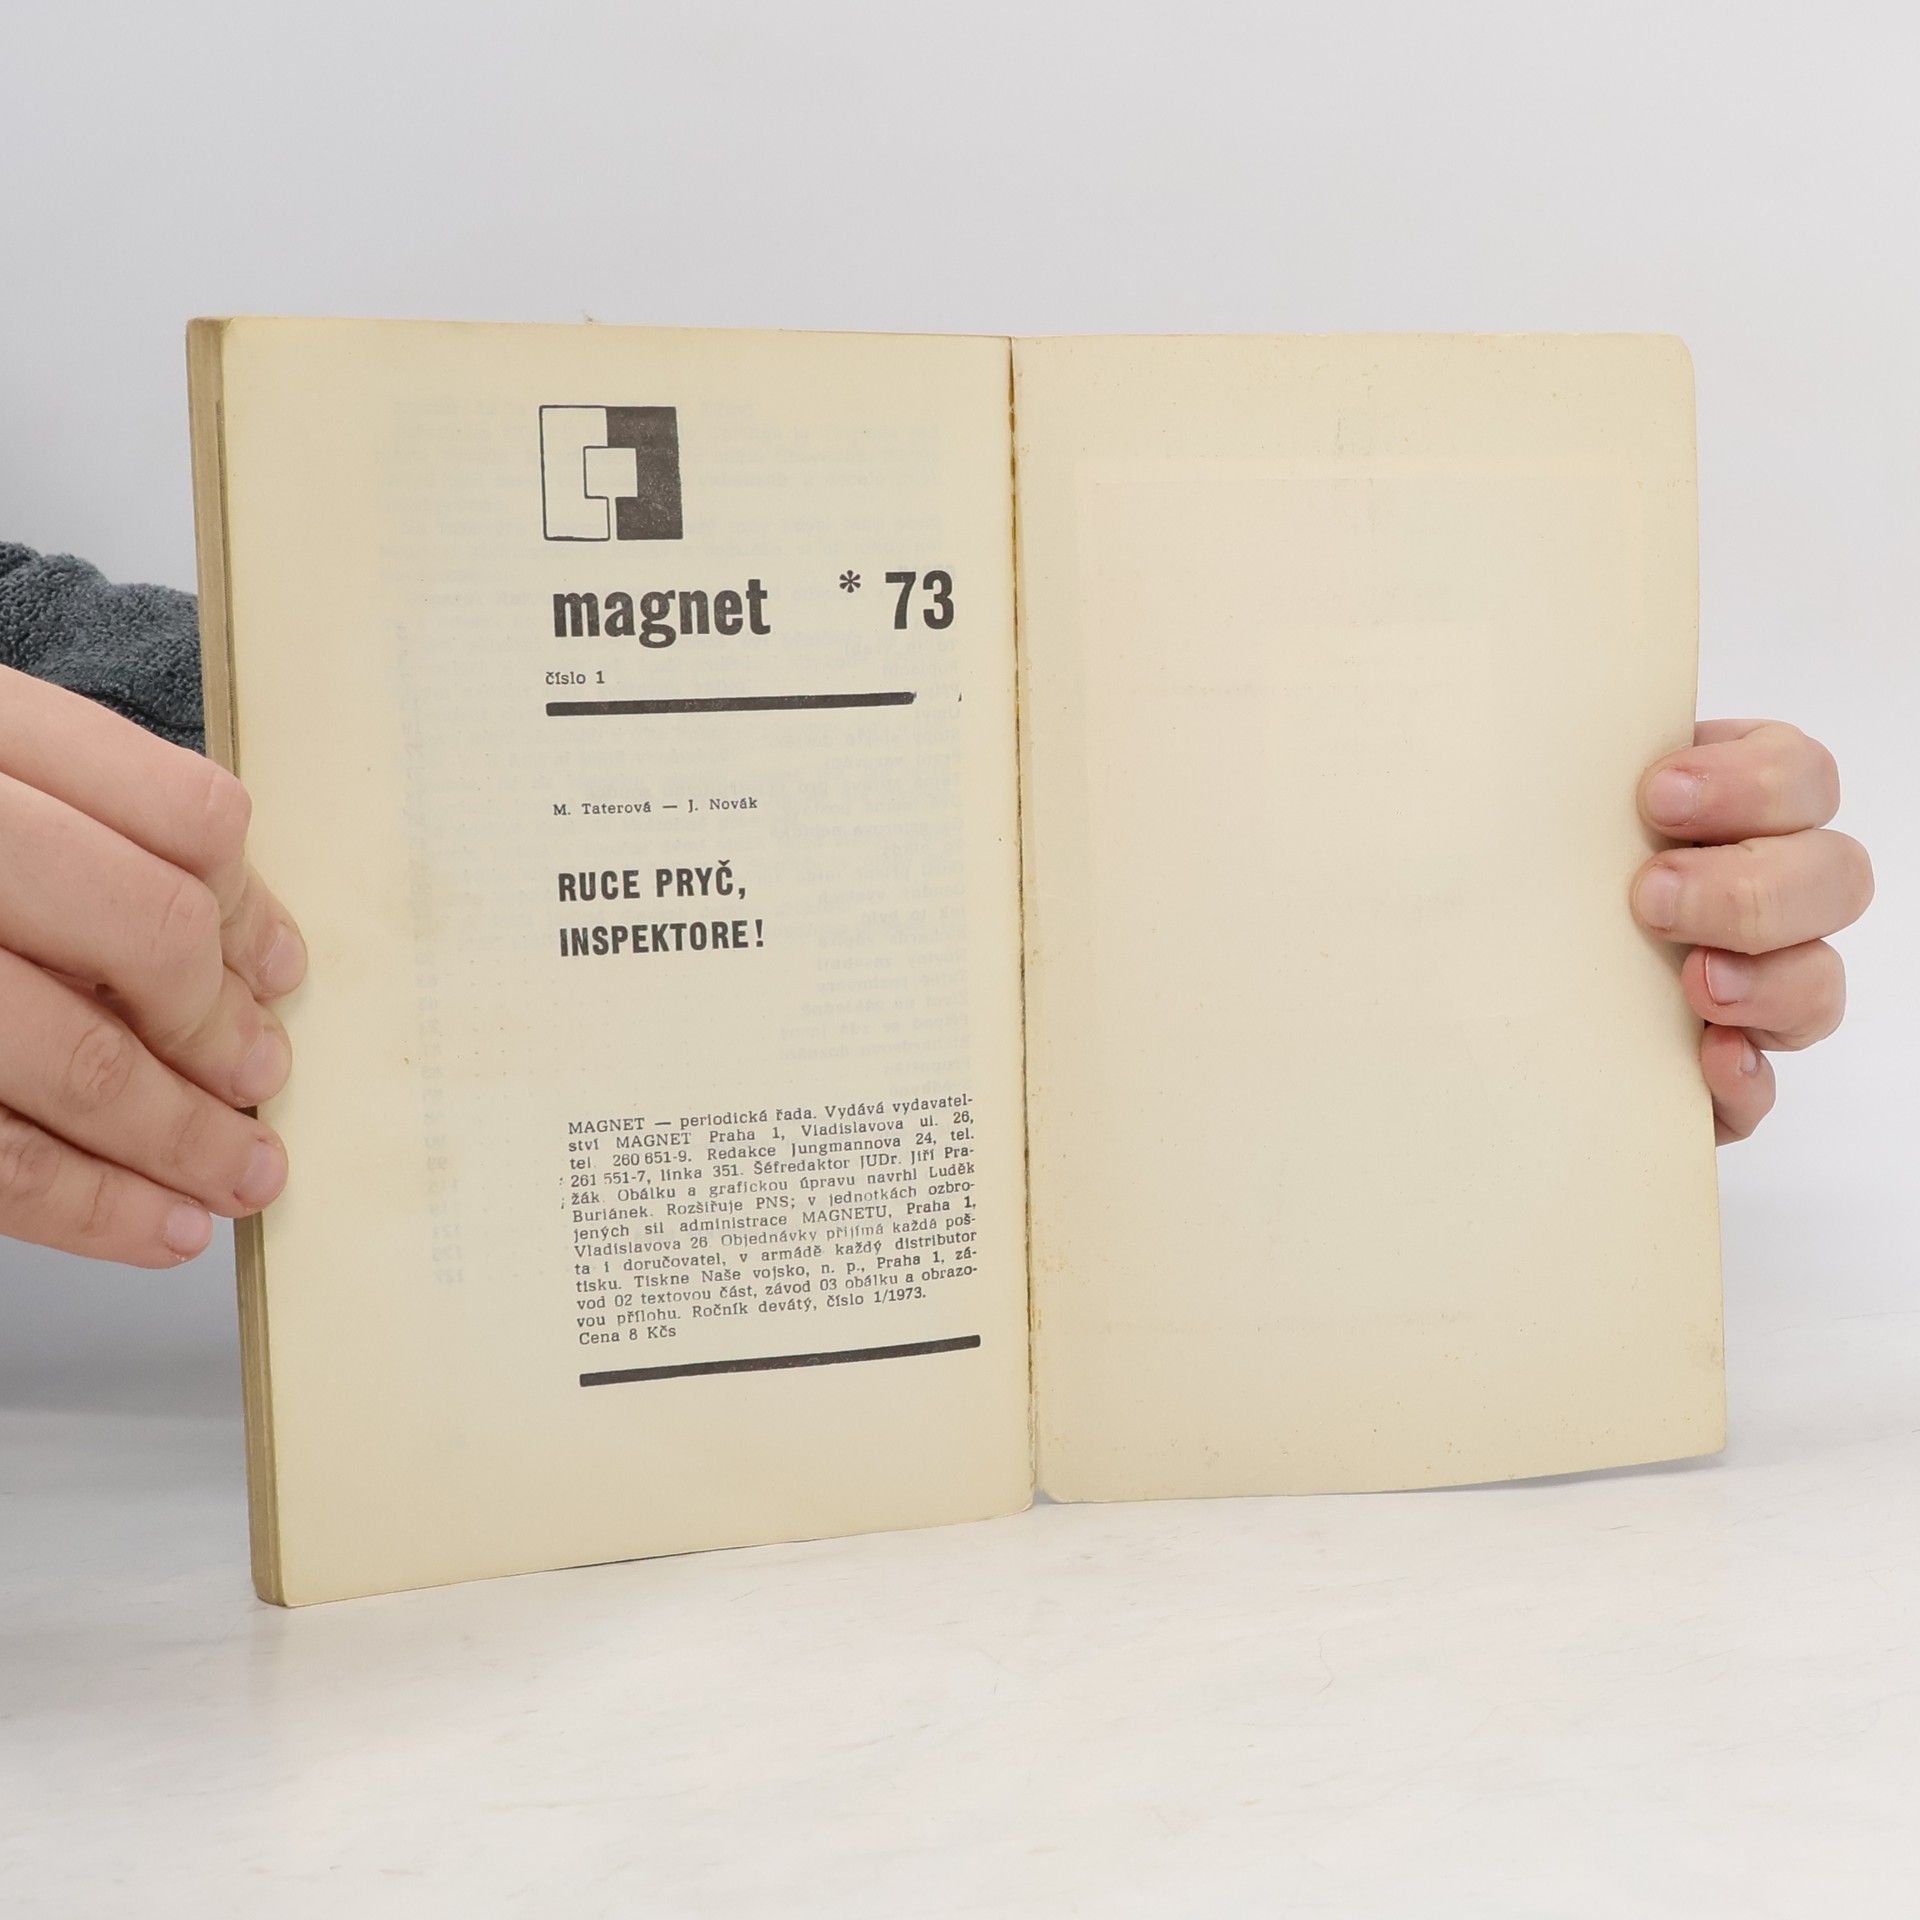 magnet * 73
číslo 1
M. Taterová — J. Novák
RUCE PRYČ,
INSPEKTORE!
MAGNET — periodická řada. Vydává vydavatel-
ství MAGNET Praha 1, Vladislavova ul. 26,
tel. 260 651-9. Redakce Jungmannova 24, tel.
261 551-7, linka 351. Šéfredaktor JUDr. Jiří Pra-
žák. Obálku a grafickou úpravu navrhl Luděk
Buriánek. Rozšiřuje PNS; v jednotkách ozbro-
jených sil administrace MAGNETU, Praha 1,
Vladislavova 26 Objednávky přijímá každá poš-
ta i doručovatel, v armádě každý distributor
tisku. Tiskne Naše vojsko, n. p., Praha 1, zá-
vod 02 textovou část, závod 03 obálku a obrazo-
vou přílohu. Ročník devátý, číslo 1/1973.
Cena 8 Kčs